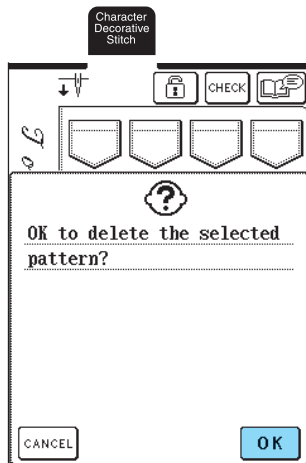 Character
Decorative
Stitch
CHECK
OK to delete the selected
pattern?
CANCEL
OK